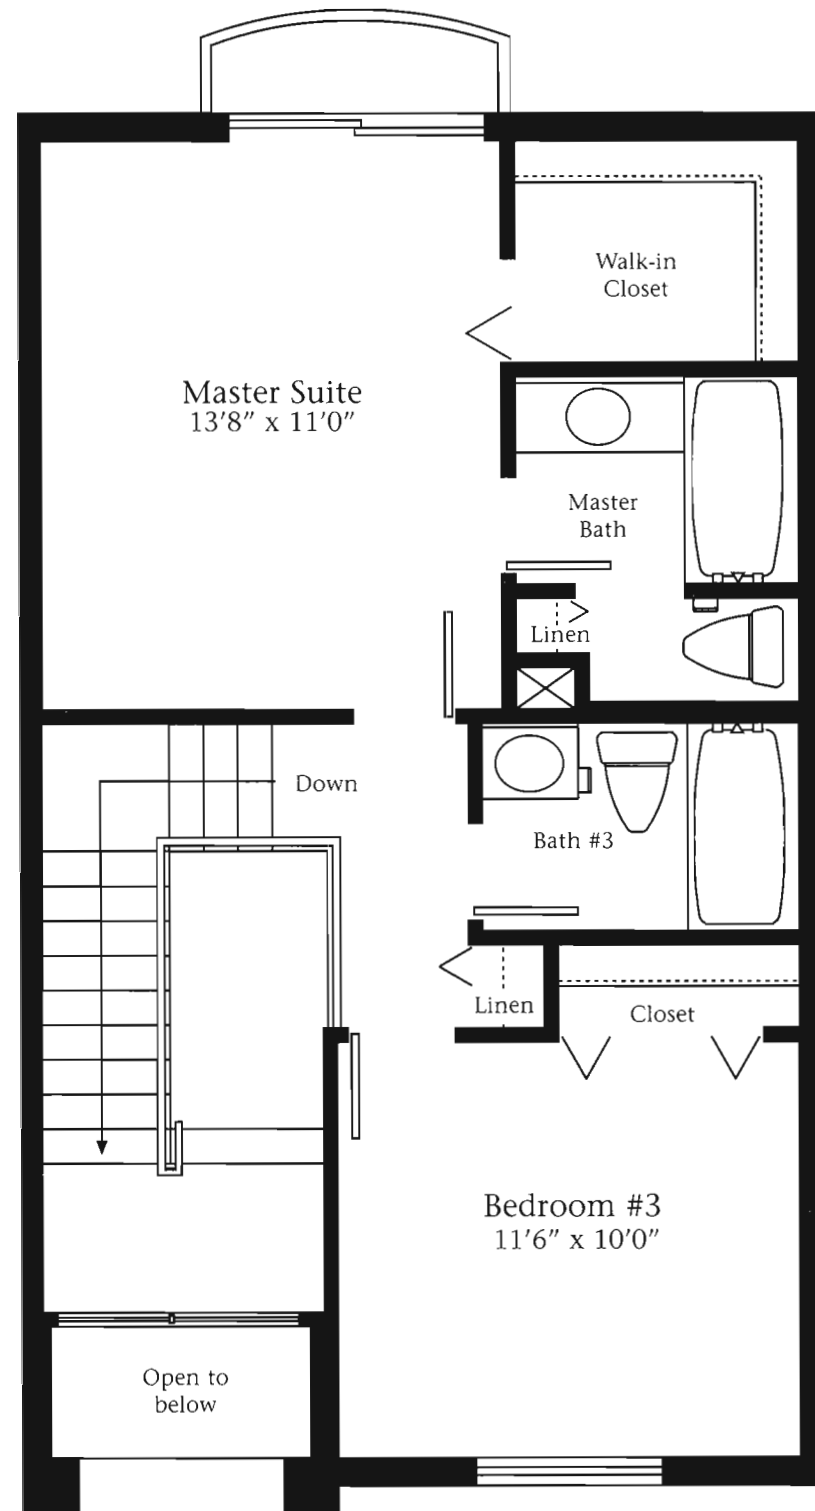 Walk-in
Closet
Master Suite
13'8" x 11'0"
Master
Bath
Linen
Down
Bath #3
Linen
Closet
Bedroom #3
11'6" x 10'0"
Open to
below